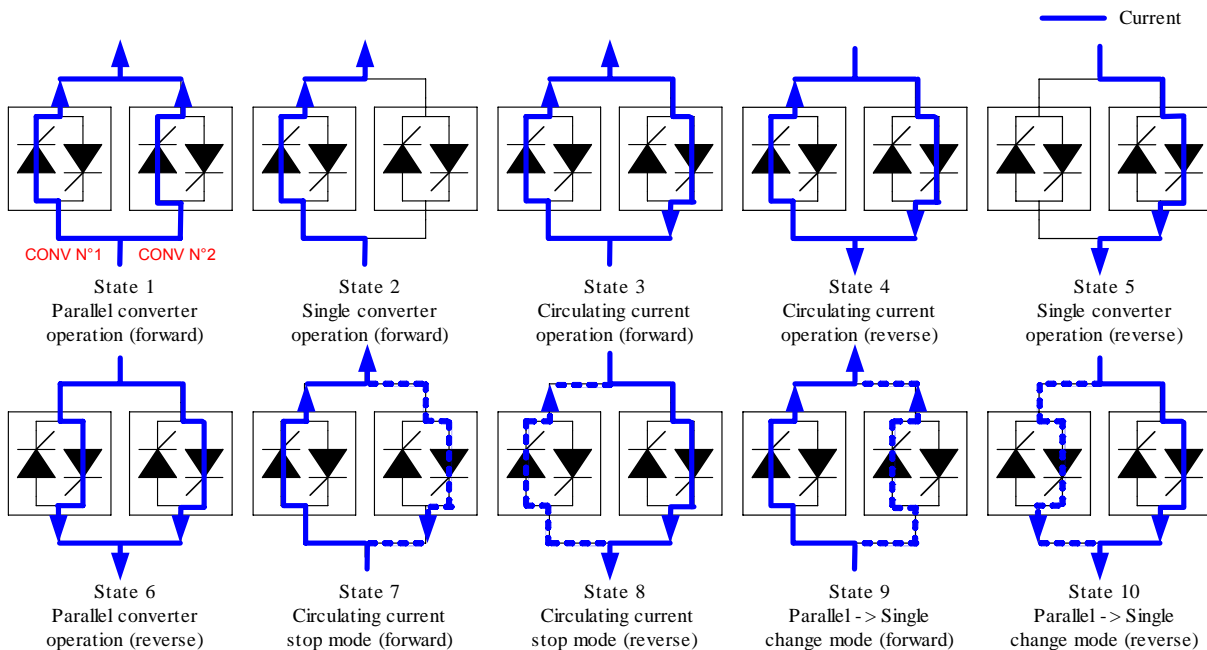 Current
CONV N°1
CONV N°2
State 1
Parallel converter
operation (forward)
State 2
Single converter
operation (forward)
State 3
Circulating current
operation (forward)
State 4
Circulating current
operation (reverse)
State 5
Single converter
operation (reverse)
State 6
Parallel converter
operation (reverse)
State 7
Circulating current
stop mode (forward)
State 8
Circulating current
stop mode (reverse)
State 9
Parallel -> Single
change mode (forward)
State 10
Parallel -> Single
change mode (reverse)